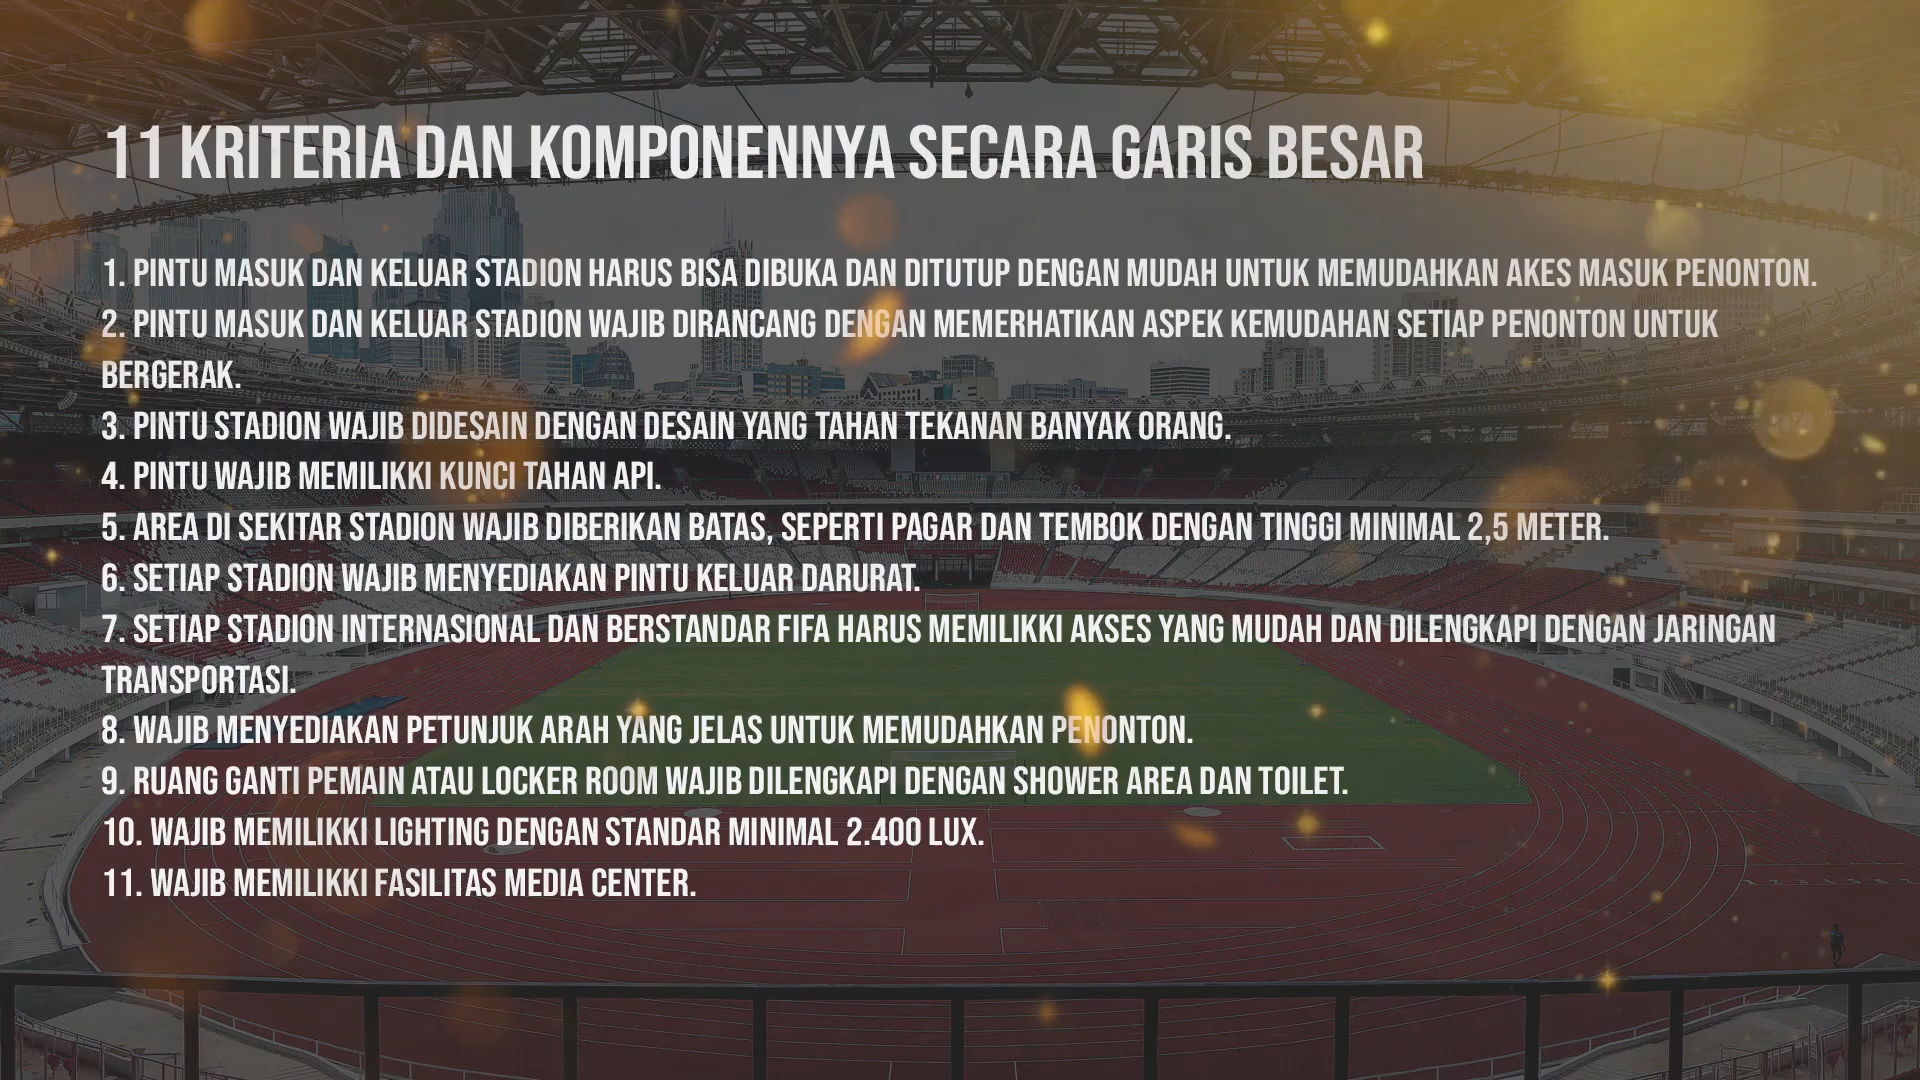 11 KRITERIA DAN KOMPONENNYA SECARA GARIS BESAR
1. PINTU MASUK DAN KELUAR STADION HARUS BISA DIBUKA DAN DITUTUP DENGAN MUDAH UNTUK MEMUDAHKAN AKES MASUK PENONTON.
2. PINTU MASUK DAN KELUAR STADION WAJIB DIRANCANG DENGAN MEMERHATIKAN ASPEK KEMUDAHAN SETIAP PENONTON UNTUK
BERGERAK.
3. PINTU STADION WAJIB DIDESAIN DENGAN DESAIN YANG TAHAN TEKANAN BANYAK ORANG.
4. PINTU WAJIB MEMILIKKI KUNCI TAHAN API.
5. AREA DI SEKITAR STADION WAJIB DIBERIKAN BATAS, SEPERTI PAGAR DAN TEMBOK DENGAN TINGGI MINIMAL 2,5 METER.
6. SETIAP STADION WAJIB MENYEDIAKAN PINTU KELUAR DARURAT.
7. SETIAP STADION INTERNASIONAL DAN BERSTANDAR FIFA HARUS MEMILIKKI AKSES YANG MUDAH DAN DILENGKAPI DENGAN JARINGAN
TRANSPORTASI.
8. WAJIB MENYEDIAKAN PETUNJUK ARAH YANG JELAS UNTUK MEMUDAHKAN PENONTON.
9. RUANG GANTI PEMAIN ATAU LOCKER ROOM WAJIB DILENGKAPI DENGAN SHOWER AREA DAN TOILET.
10. WAJIB MEMILIKKI LIGHTING DENGAN STANDAR MINIMAL 2.400 LUX.
11. WAJIB MEMILIKKI FASILITAS MEDIA CENTER.